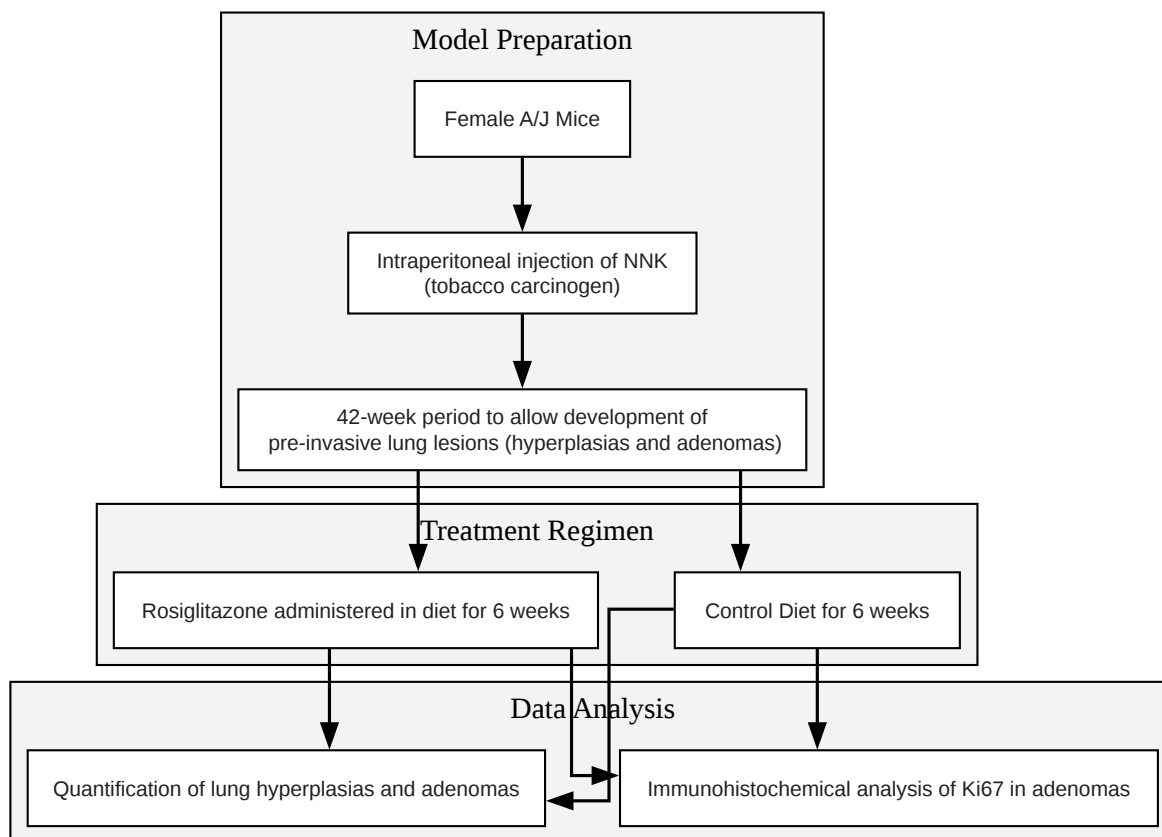 Model Preparation
Female A/J Mice
Intraperitoneal injection of NNK
(tobacco carcinogen)
42-week period to allow development of
pre-invasive lung lesions (hyperplasias and adenomas)
Treatment Regimen
Rosiglitazone administered in diet for 6 weeks
Control Diet for 6 weeks
Data Analysis
Quantification of lung hyperplasias and adenomas
Immunohistochemical analysis of Ki67 in adenomas